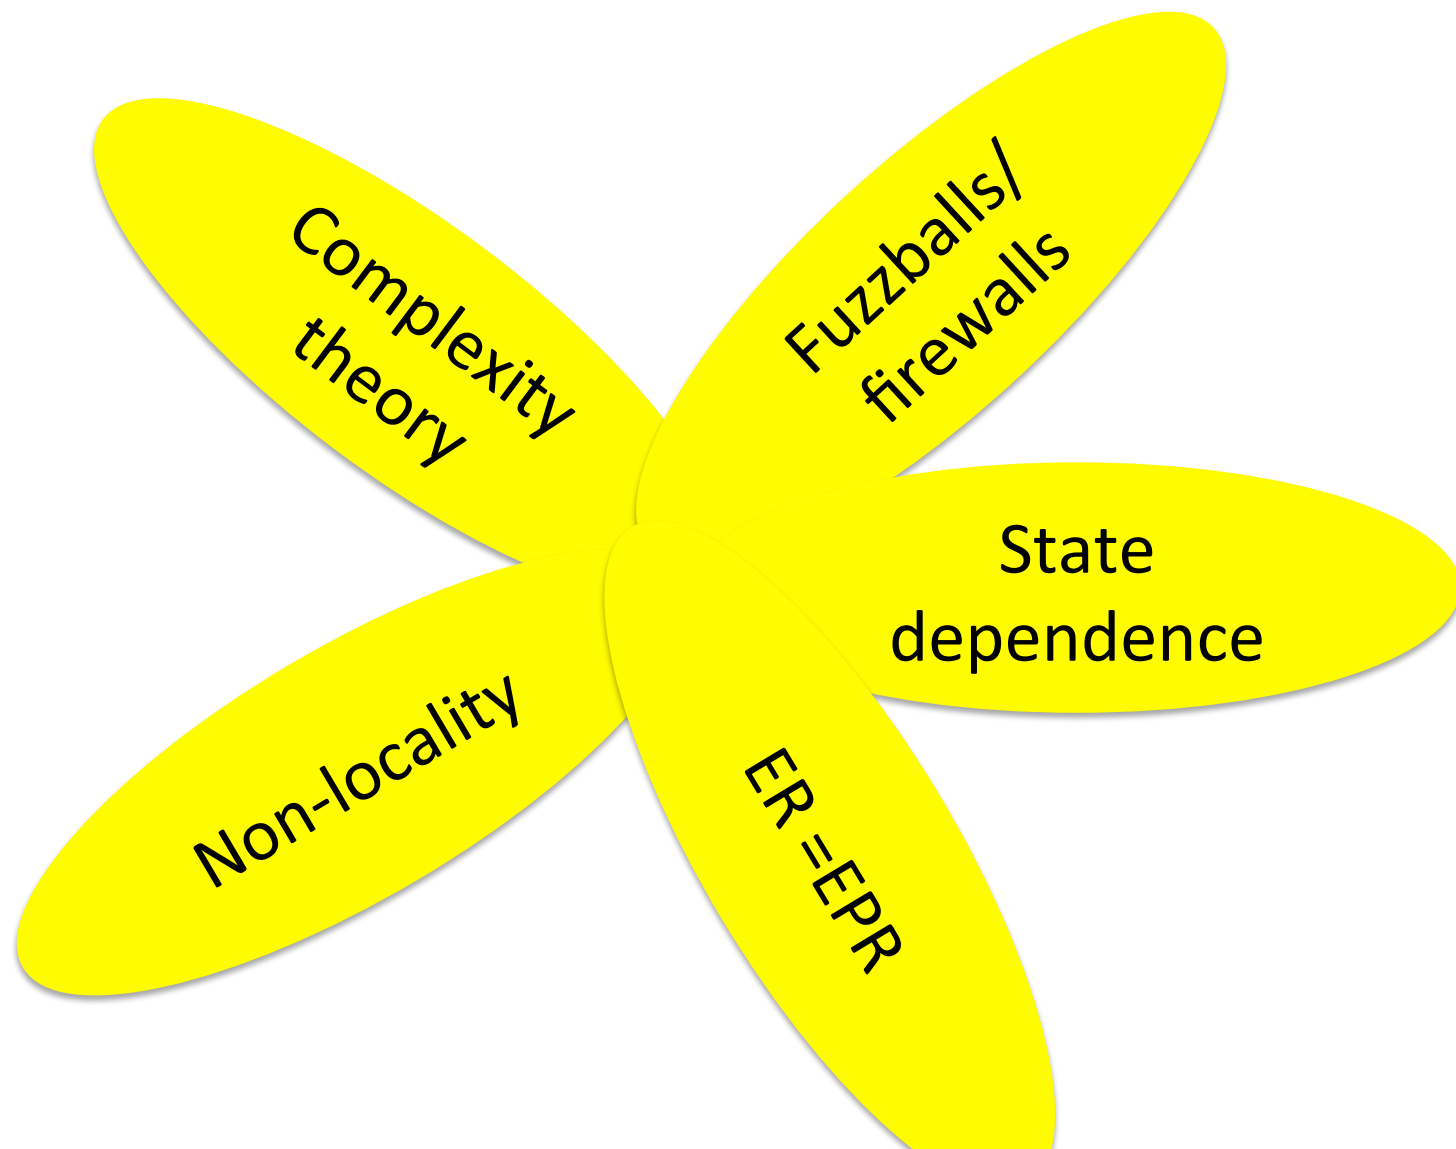 Complexity
theory
Fuzzballs/
firewalls
State
dependence
Non-locality
ER =EPR